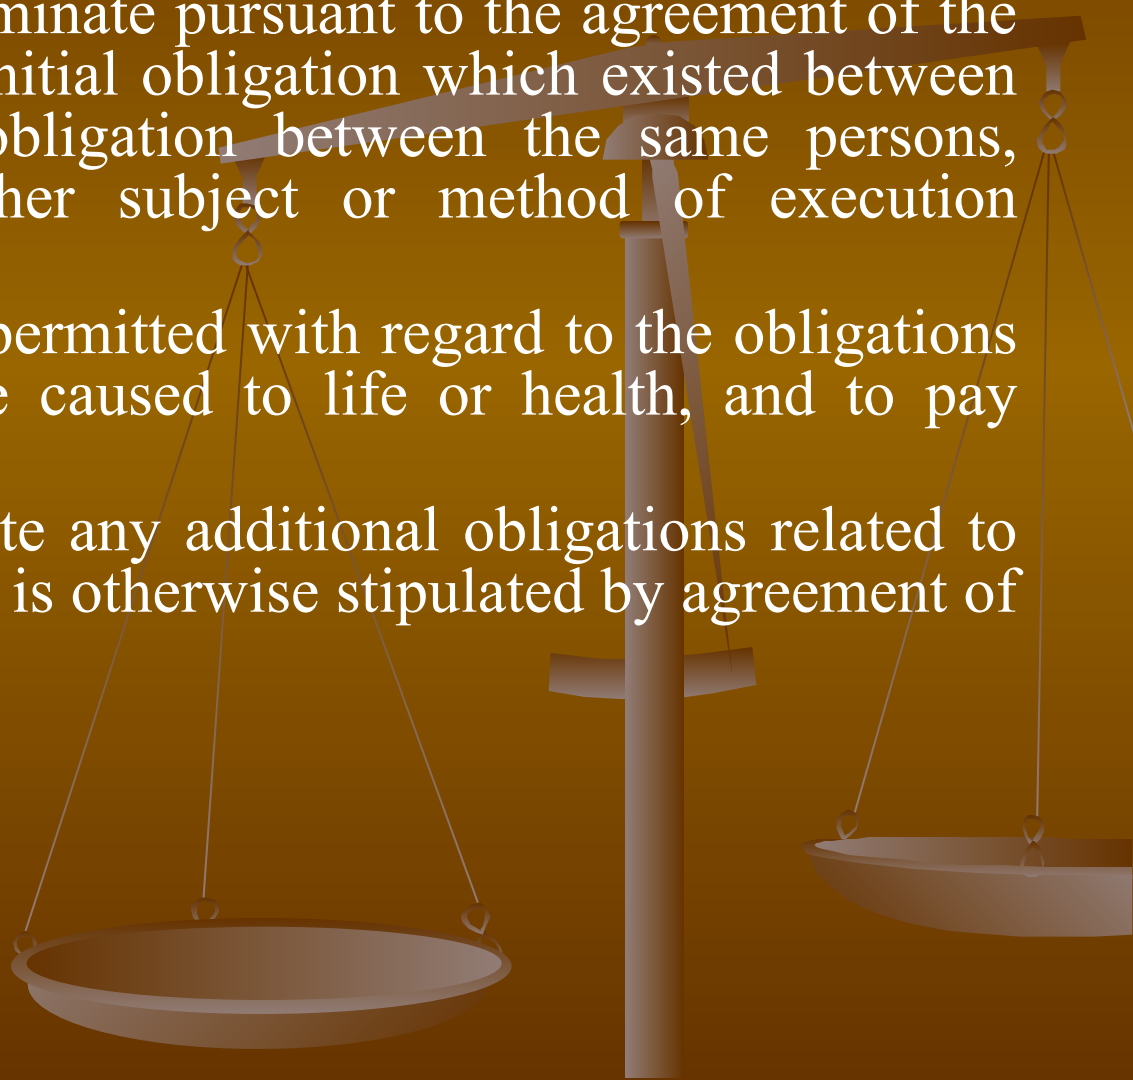 minate pursuant to the agreement of the
nitial obligation which existed between
obligation between the same persons,
her subject or method of execution
permitted with regard to the obligations
e caused to life or health, and to pay
te any additional obligations related to
is otherwise stipulated by agreement of